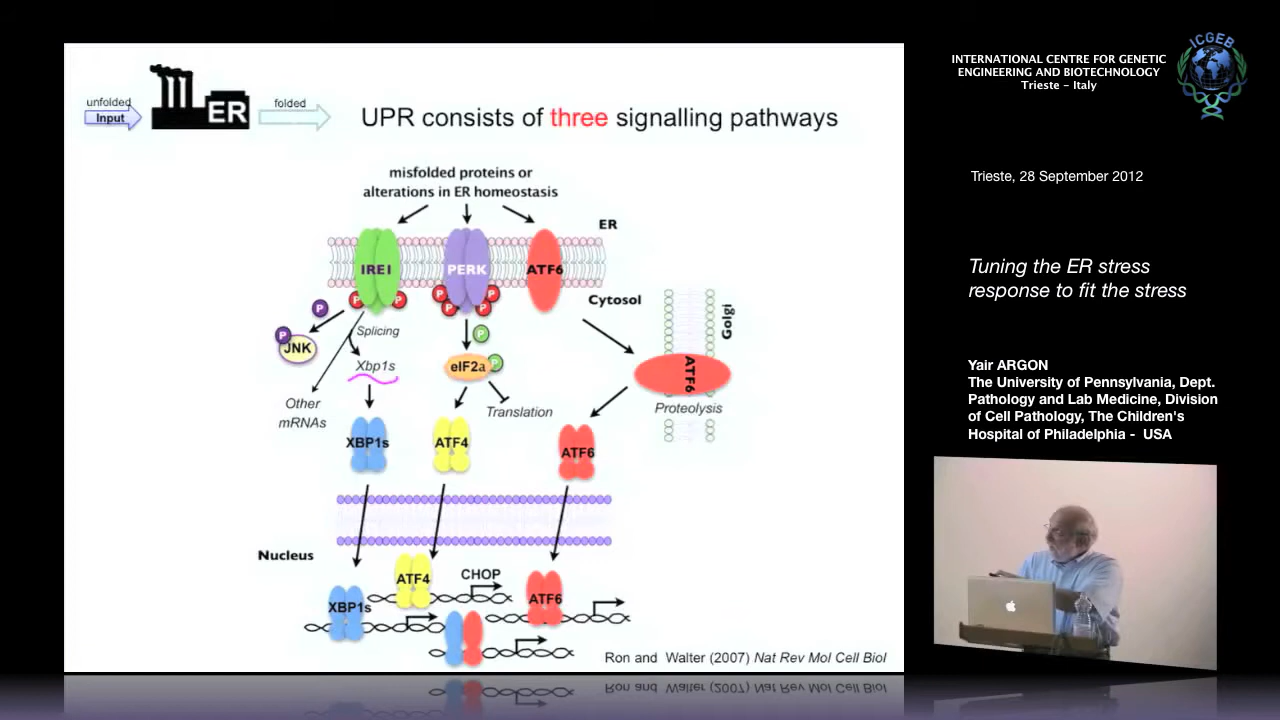 unfolded
Input
ER
folded
UPR consists of three signalling pathways
misfolded proteins or
alterations in ER homeostasis
ER
IRE1
PERK
ATF6
P
P
P
P
P
P
P
Cytosol
Golgi
P
JNK
Splicing
Xbp1s
Other
mRNAs
P
P
eIF2a
Translation
ATF6
Proteolysis
XBP1s
ATF4
ATF6
Nucleus
XBP1s
ATF4
CHOP
ATF6
Ron and Walter (2007) Nat Rev Mol Cell Biol
INTERNATIONAL CENTRE FOR GENETIC
ENGINEERING AND BIOTECHNOLOGY
Trieste - Italy
ICGEB
Trieste, 28 September 2012
Tuning the ER stress
response to fit the stress
Yair ARGON
The University of Pennsylvania, Dept.
Pathology and Lab Medicine, Division
of Cell Pathology, The Children's
Hospital of Philadelphia - USA